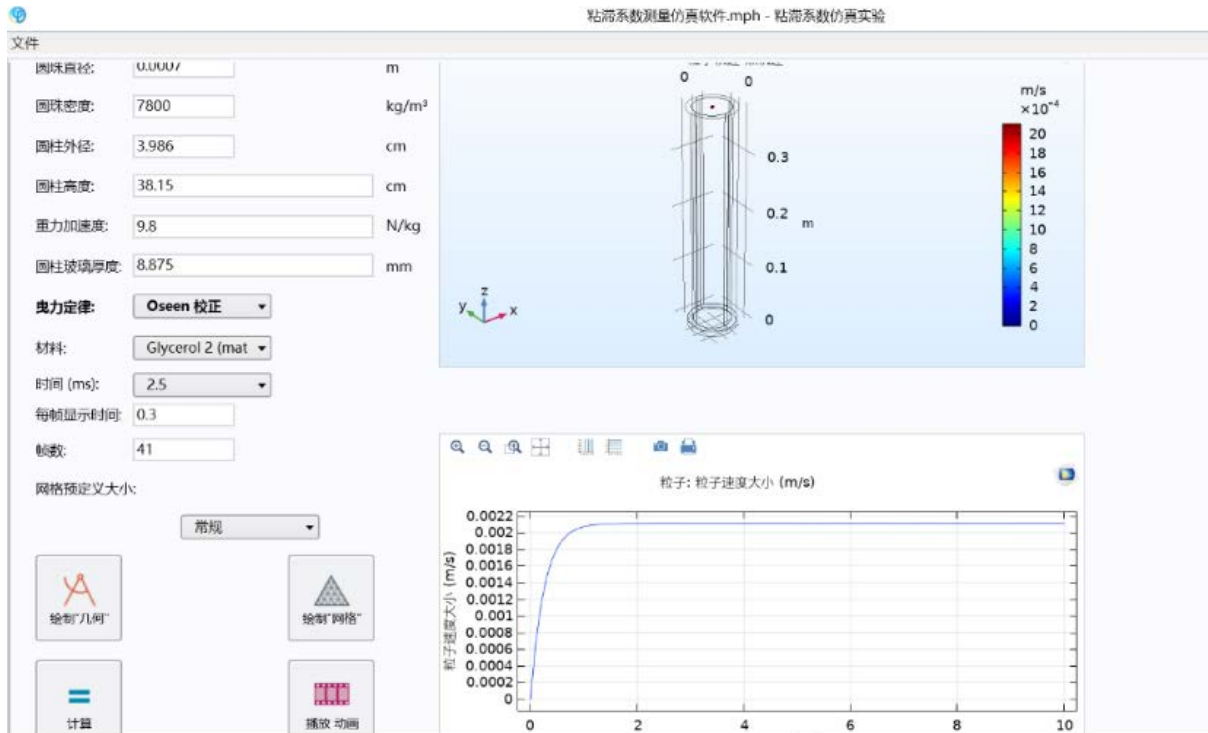 粘滞系数测量仿真软件.mph - 粘滞系数仿真实验
文件
圆珠直径: 0.0007 m
圆珠密度: 7800 kg/m³
圆柱外径: 3.986 cm
圆柱高度: 38.15 cm
重力加速度: 9.8 N/kg
圆柱玻璃厚度: 8.875 mm
曳力定律: Oseen 校正
材料: Glycerol 2 (mat
时间 (ms): 2.5
每帧显示时间: 0.3
帧数: 41
网格预定义大小:
常规
绘制"几何"
绘制"网格"
计算
播放 动画
0 0
0.3
0.2 m
0.1
0
z
y x
m/s
×10⁻⁴
20
18
16
14
12
10
8
6
4
2
0
粒子: 粒子速度大小 (m/s)
粒子速度大小 (m/s)
0.0022
0.002
0.0018
0.0016
0.0014
0.0012
0.001
0.0008
0.0006
0.0004
0.0002
0
0 2 4 6 8 10